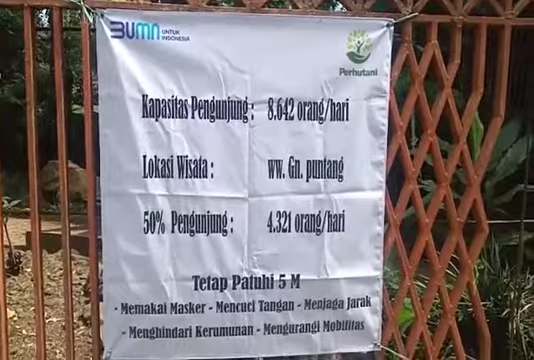 BUMN UNTUK INDONESIA
Perhutani
Kapasitas Pengunjung : 8.642 orang/hari
Lokasi Wisata : ww. Gn. puntang
50% Pengunjung : 4.321 orang/hari
Tetap Patuhi 5 M
- Memakai Masker - Mencuci Tangan - Menjaga Jarak
- Menghindari Kerumunan - Mengurangi Mobilitas